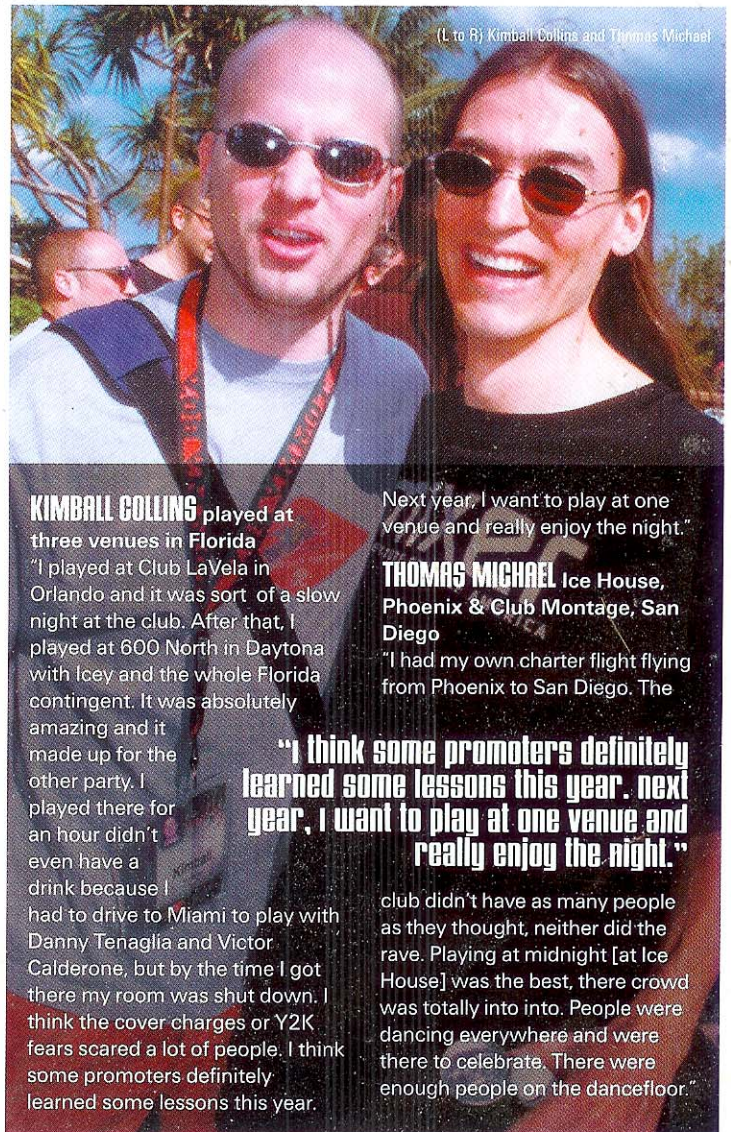 (L to R) Kimball Collins and Thomas Michael
KIMBALL COLLINS played at
three venues in Florida
"I played at Club LaVela in
Orlando and it was sort of a slow
night at the club. After that, I
played at 600 North in Daytona
with Icey and the whole Florida
contingent. It was absolutely
amazing and it
made up for the
other party. I
played there for
an hour didn't
even have a
drink because I
had to drive to Miami to play with
Danny Tenaglia and Victor
Calderone, but by the time I got
there my room was shut down. I
think the cover charges or Y2K
fears scared a lot of people. I think
some promoters definitely
learned some lessons this year.
Next year, I want to play at one
venue and really enjoy the night."
THOMAS MICHAEL Ice House,
Phoenix & Club Montage, San
Diego
"I had my own charter flight flying
from Phoenix to San Diego. The
"I think some promoters definitely
learned some lessons this year. next
year, i want to play at one venue and
really enjoy the night."
club didn't have as many people
as they thought, neither did the
rave. Playing at midnight [at Ice
House] was the best, there crowd
was totally into into. People were
dancing everywhere and were
there to celebrate. There were
enough people on the dancefloor."
Kimball
AMERICA